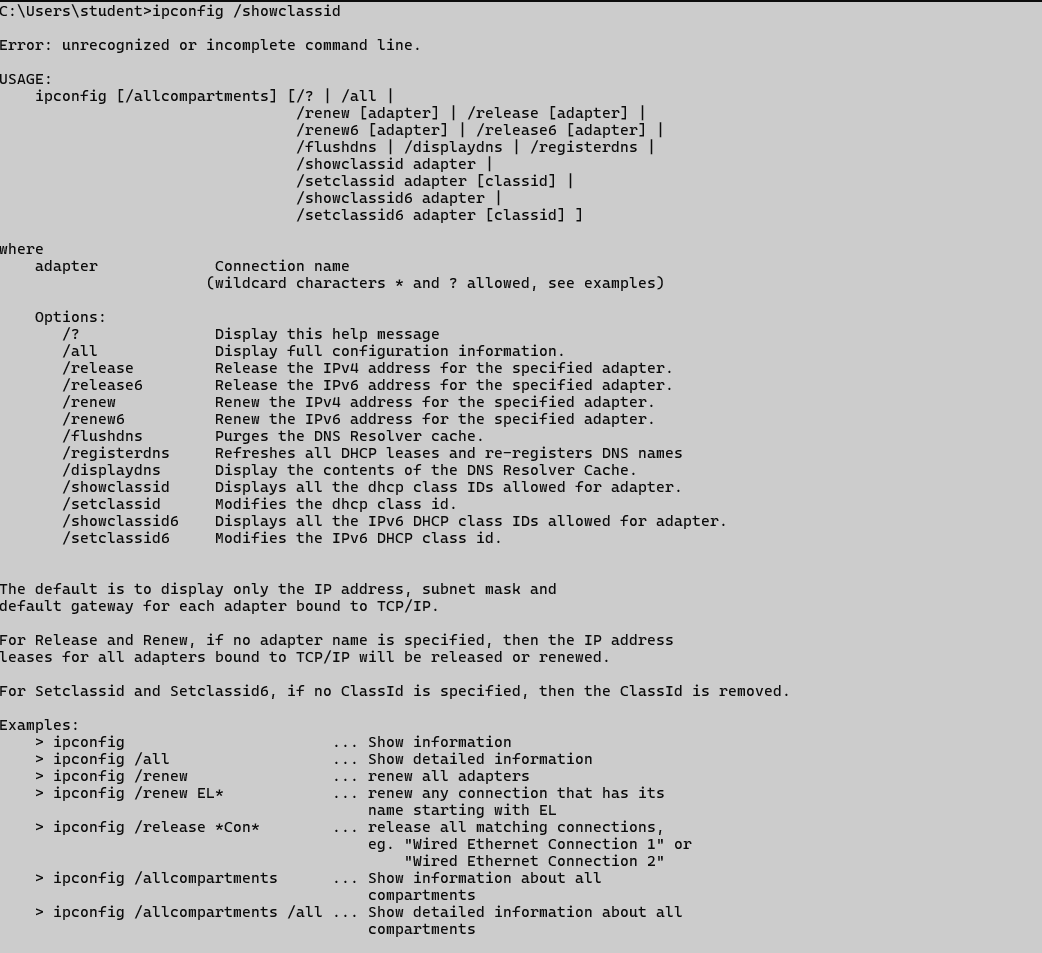 C:\Users\student>ipconfig /showclassid
Error: unrecognized or incomplete command line.
USAGE:
    ipconfig [/allcompartments] [/? | /all |
                                 /renew [adapter] | /release [adapter] |
                                 /renew6 [adapter] | /release6 [adapter] |
                                 /flushdns | /displaydns | /registerdns |
                                 /showclassid adapter |
                                 /setclassid adapter [classid] |
                                 /showclassid6 adapter |
                                 /setclassid6 adapter [classid] ]
where
    adapter             Connection name
                       (wildcard characters * and ? allowed, see examples)
    Options:
       /?               Display this help message
       /all             Display full configuration information.
       /release         Release the IPv4 address for the specified adapter.
       /release6        Release the IPv6 address for the specified adapter.
       /renew           Renew the IPv4 address for the specified adapter.
       /renew6          Renew the IPv6 address for the specified adapter.
       /flushdns        Purges the DNS Resolver cache.
       /registerdns     Refreshes all DHCP leases and re-registers DNS names
       /displaydns      Display the contents of the DNS Resolver Cache.
       /showclassid     Displays all the dhcp class IDs allowed for adapter.
       /setclassid      Modifies the dhcp class id.
       /showclassid6    Displays all the IPv6 DHCP class IDs allowed for adapter.
       /setclassid6     Modifies the IPv6 DHCP class id.
The default is to display only the IP address, subnet mask and
default gateway for each adapter bound to TCP/IP.
For Release and Renew, if no adapter name is specified, then the IP address
leases for all adapters bound to TCP/IP will be released or renewed.
For Setclassid and Setclassid6, if no ClassId is specified, then the ClassId is removed.
Examples:
    > ipconfig                       ... Show information
    > ipconfig /all                  ... Show detailed information
    > ipconfig /renew                ... renew all adapters
    > ipconfig /renew EL*            ... renew any connection that has its
                                         name starting with EL
    > ipconfig /release *Con*        ... release all matching connections,
                                         eg. "Wired Ethernet Connection 1" or
                                             "Wired Ethernet Connection 2"
    > ipconfig /allcompartments      ... Show information about all
                                         compartments
    > ipconfig /allcompartments /all ... Show detailed information about all
                                         compartments